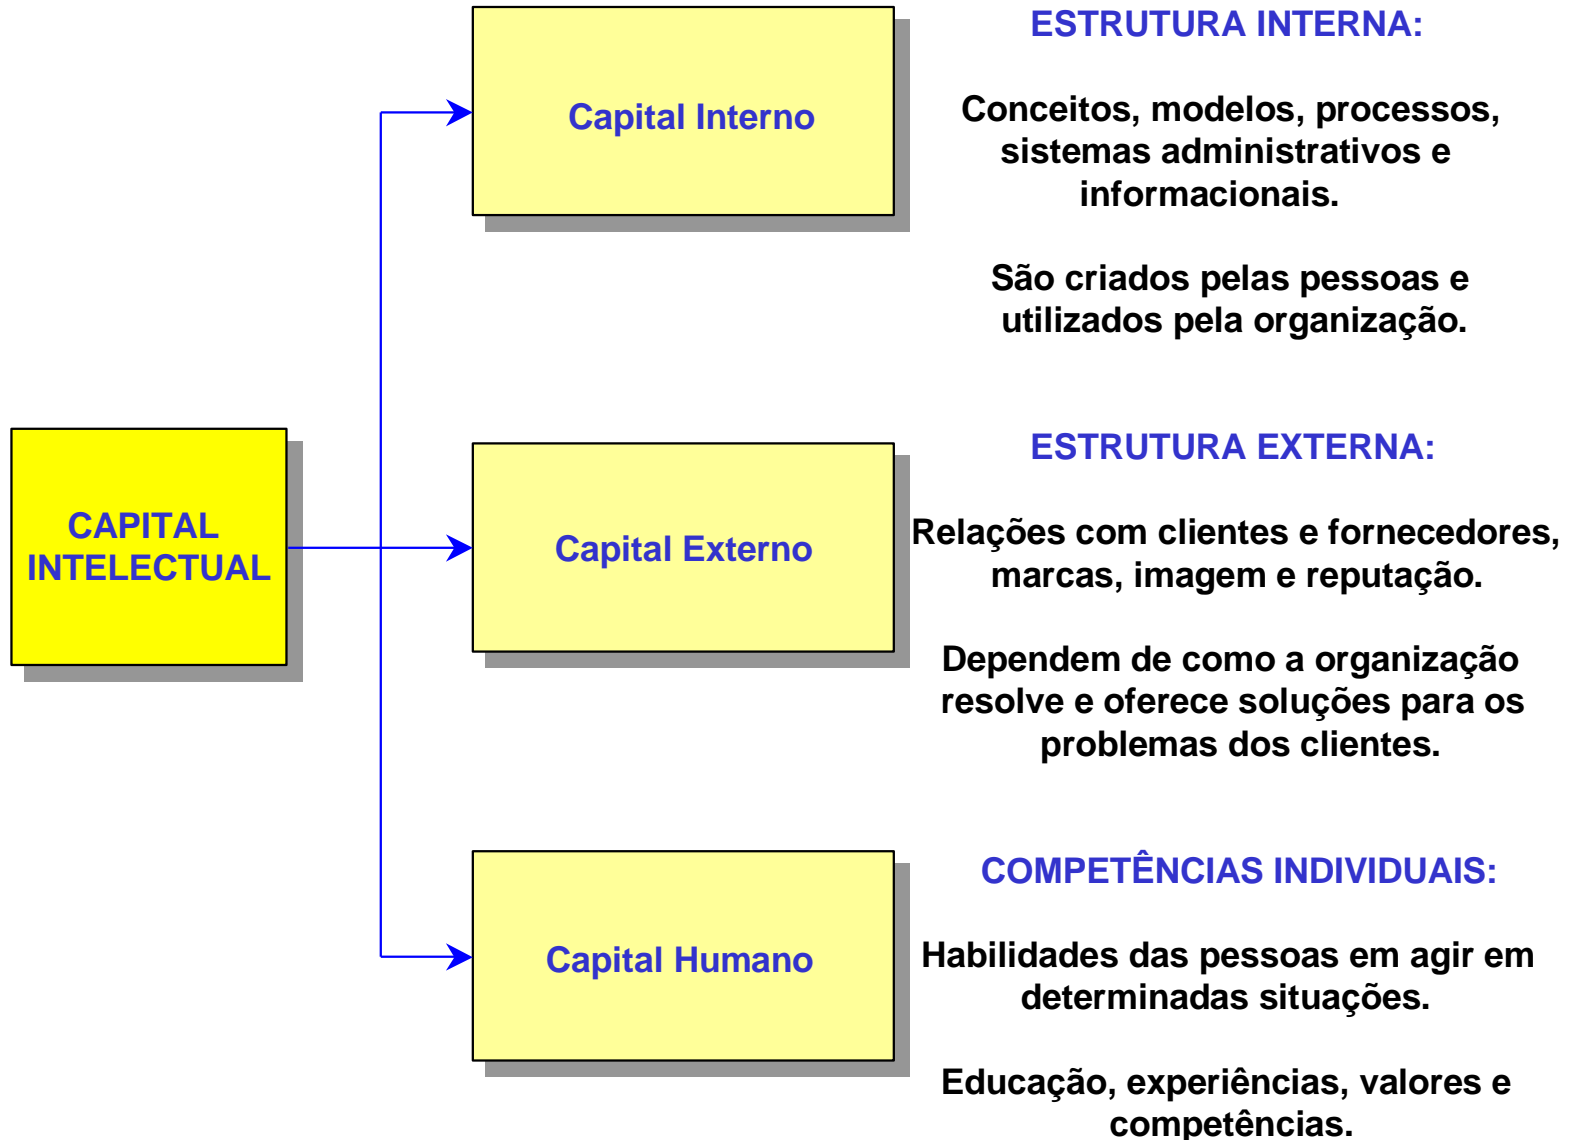 CAPITAL
INTELECTUAL
Capital Interno
ESTRUTURA INTERNA:
Conceitos, modelos, processos,
sistemas administrativos e
informacionais.
São criados pelas pessoas e
utilizados pela organização.
Capital Externo
ESTRUTURA EXTERNA:
Relações com clientes e fornecedores,
marcas, imagem e reputação.
Dependem de como a organização
resolve e oferece soluções para os
problemas dos clientes.
Capital Humano
COMPETÊNCIAS INDIVIDUAIS:
Habilidades das pessoas em agir em
determinadas situações.
Educação, experiências, valores e
competências.